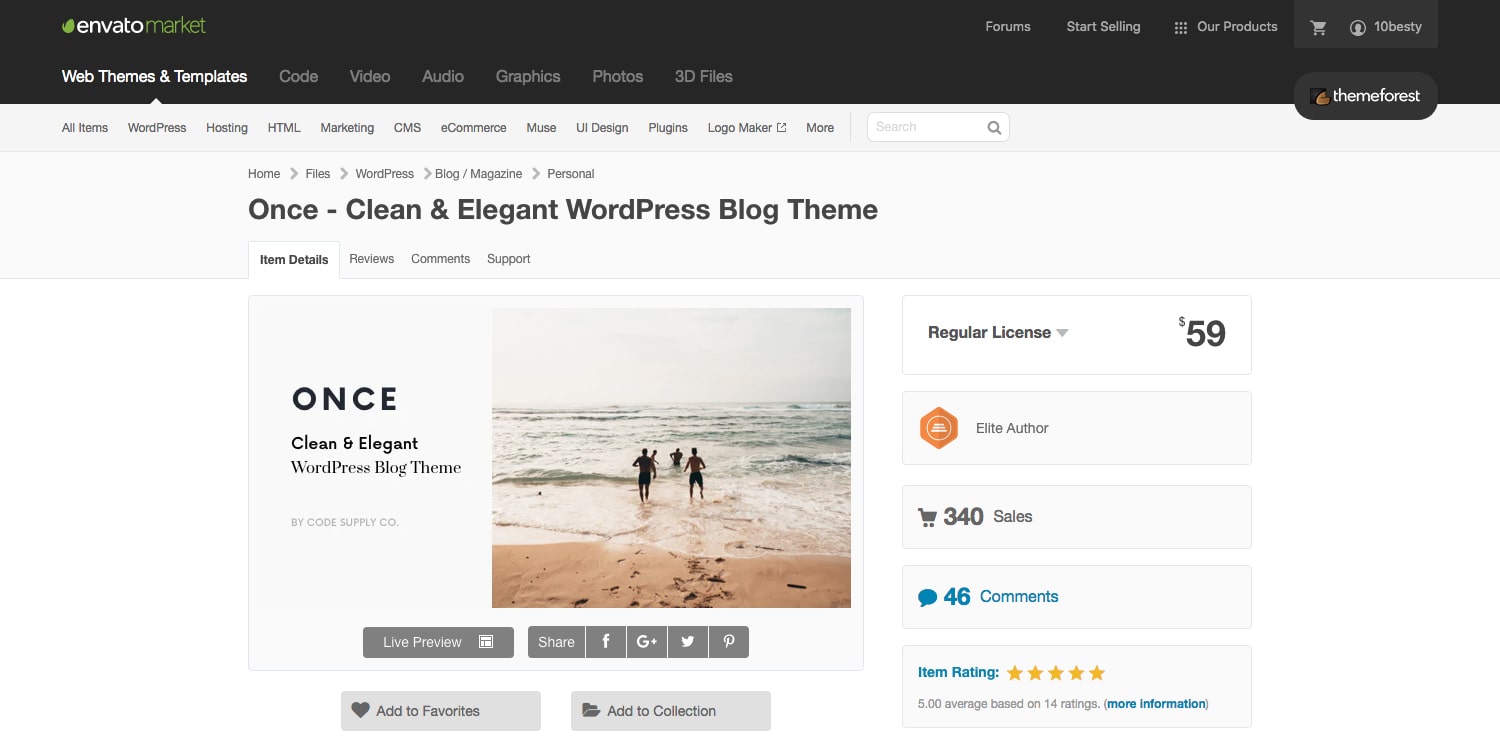 envatomarket
Forums Start Selling Our Products 10besty
Web Themes & Templates Code Video Audio Graphics Photos 3D Files
themeforest
All Items WordPress Hosting HTML Marketing CMS eCommerce Muse UI Design Plugins Logo Maker More Search
Home Files WordPress Blog / Magazine Personal
Once - Clean & Elegant WordPress Blog Theme
Item Details Reviews Comments Support
ONCE
Clean & Elegant
WordPress Blog Theme
BY CODE SUPPLY CO.
Live Preview Share f G+
Add to Favorites Add to Collection
Regular License $59
Elite Author
340 Sales
46 Comments
Item Rating:
5.00 average based on 14 ratings. (more information)